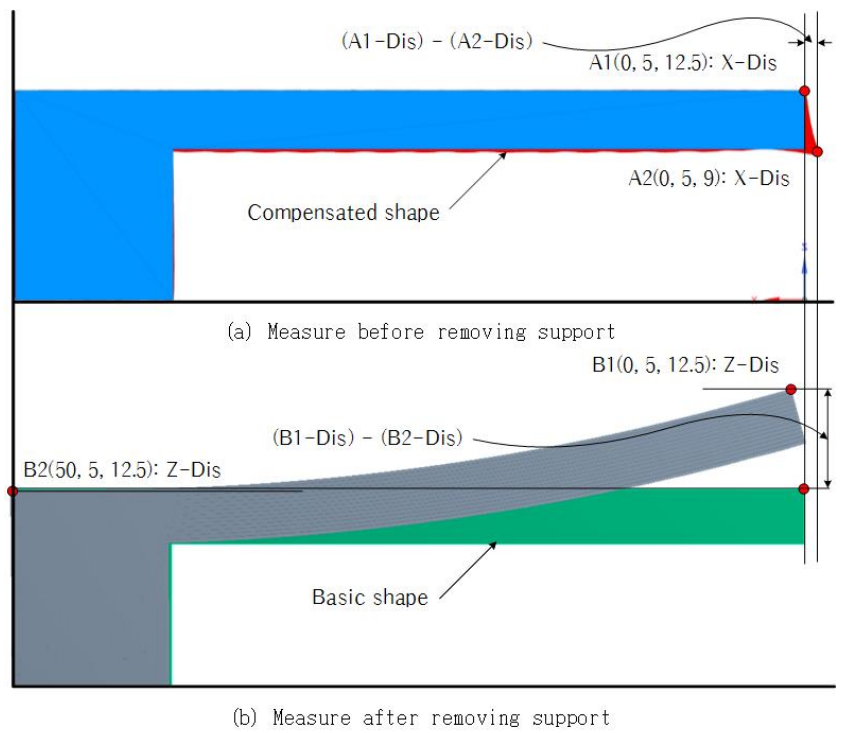 (A1-Dis) - (A2-Dis)
A1(0, 5, 12.5): X-Dis
A2(0, 5, 9): X-Dis
Compensated shape
(a) Measure before removing support
B1(0, 5, 12.5): Z-Dis
(B1-Dis) - (B2-Dis)
B2(50, 5, 12.5): Z-Dis
Basic shape
(b) Measure after removing support